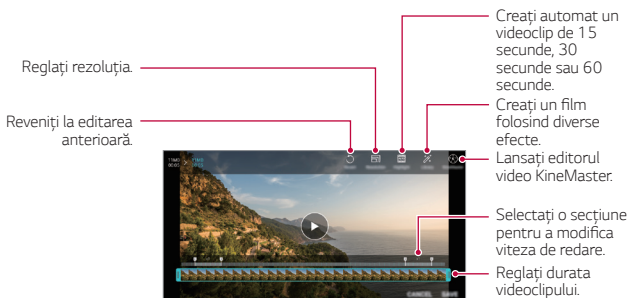 Creați automat un
videoclip de 15
secunde, 30
secunde sau 60
secunde.
Reglați rezoluția.
Creați un film
folosind diverse
efecte.
Reveniți la editarea
anterioară.
Lansați editorul
video KineMaster.
Selectați o secțiune
pentru a modifica
viteza de redare.
Reglați durata
videoclipului.
CANCEL SAVE